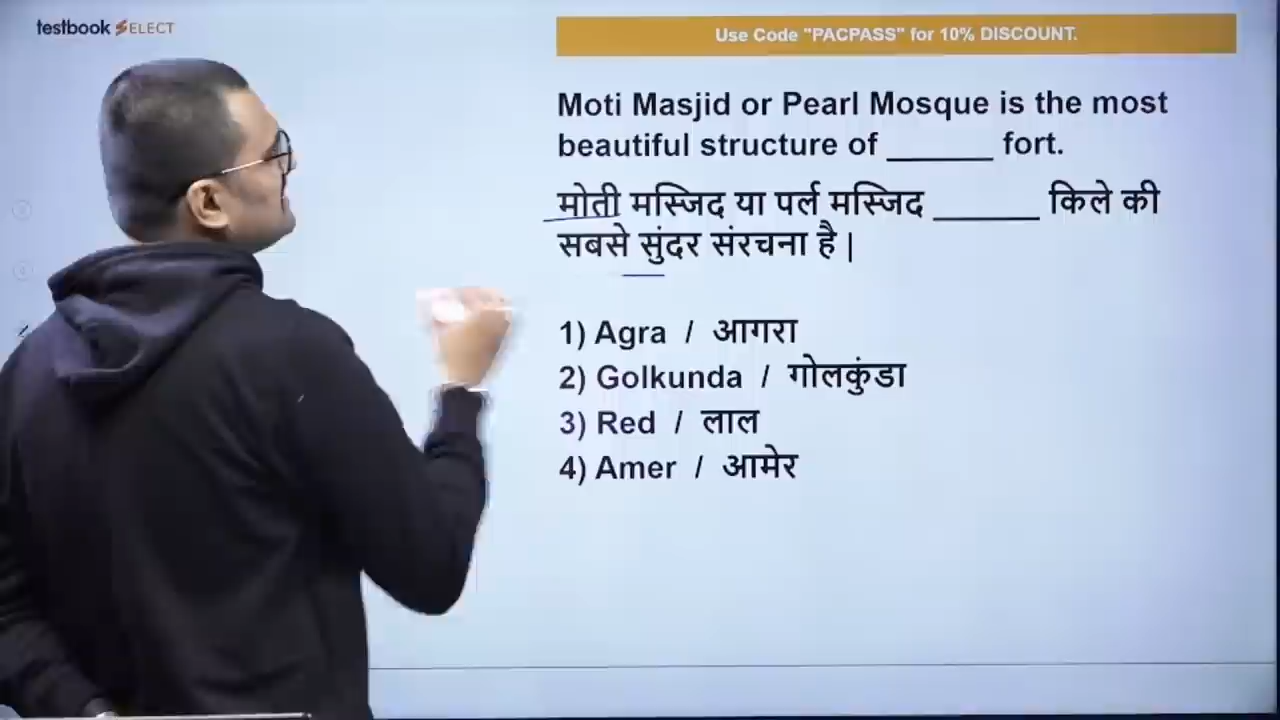 testbook SELECT
Use Code "PACPASS" for 10% DISCOUNT.
Moti Masjid or Pearl Mosque is the most
beautiful structure of ______ fort.
मोती मस्जिद या पर्ल मस्जिद ______ किले की
सबसे सुंदर संरचना है |
1) Agra / आगरा
2) Golkunda / गोलकुंडा
3) Red / लाल
4) Amer / आमेर